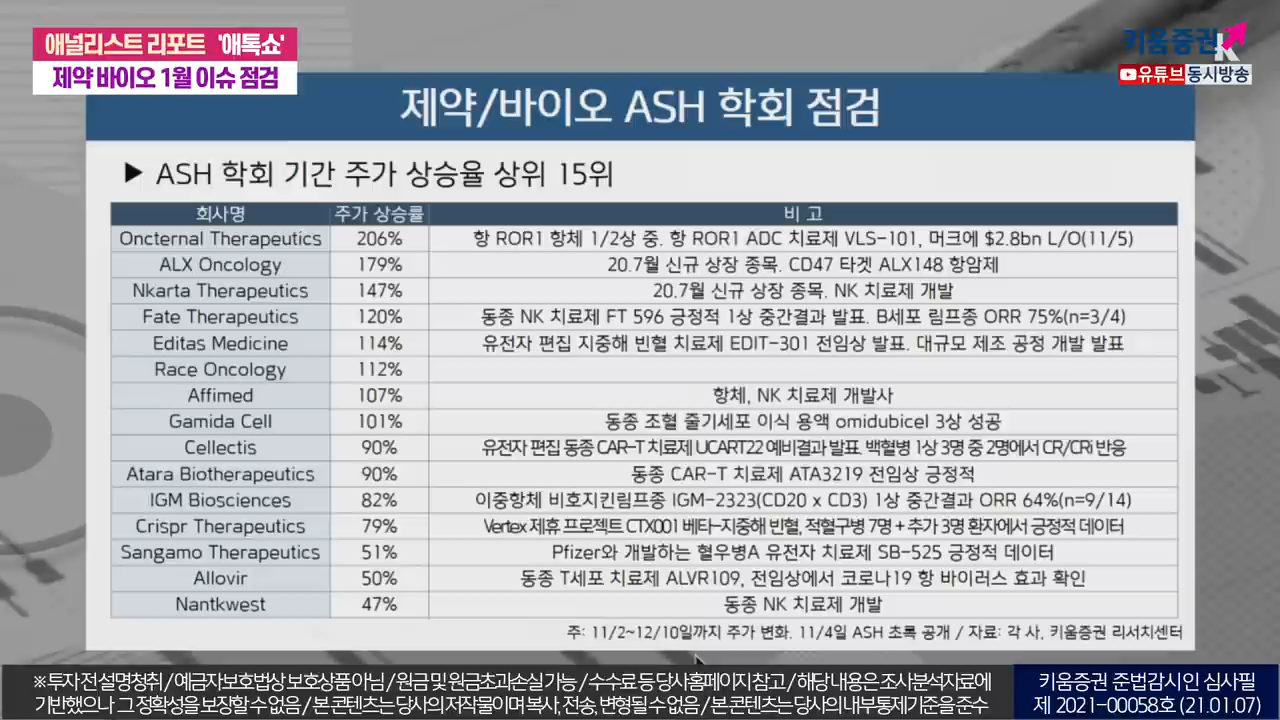 애널리스트 리포트 '애톡쇼'
제약 바이오 1월 이슈 점검
키움증권
유튜브동시방송
제약/바이오 ASH 학회 점검
▶ ASH 학회 기간 주가 상승율 상위 15위
회사명 주가 상승률 비 고
Oncternal Therapeutics 206% 항 ROR1 항체 1/2상 중. 항 ROR1 ADC 치료제 VLS-101, 머크에 $2.8bn L/O(11/5)
ALX Oncology 179% 20.7월 신규 상장 종목. CD47 타겟 ALX148 항암제
Nkarta Therapeutics 147% 20.7월 신규 상장 종목. NK 치료제 개발
Fate Therapeutics 120% 동종 NK 치료제 FT 596 긍정적 1상 중간결과 발표. B세포 림프종 ORR 75%(n=3/4)
Editas Medicine 114% 유전자 편집 지중해 빈혈 치료제 EDIT-301 전임상 발표. 대규모 제조 공정 개발 발표
Race Oncology 112%
Affimed 107% 항체, NK 치료제 개발사
Gamida Cell 101% 동종 조혈 줄기세포 이식 용액 omidubicel 3상 성공
Cellectis 90% 유전자 편집 동종 CAR-T 치료제 UCART22 예비결과 발표. 백혈병 1상 3명 중 2명에서 CR/CRi 반응
Atara Biotherapeutics 90% 동종 CAR-T 치료제 ATA3219 전임상 긍정적
IGM Biosciences 82% 이중항체 비호지킨림프종 IGM-2323(CD20 x CD3) 1상 중간결과 ORR 64%(n=9/14)
Crispr Therapeutics 79% Vertex 제휴 프로젝트 CTX001 베타-지중해 빈혈, 적혈구병 7명 + 추가 3명 환자에서 긍정적 데이터
Sangamo Therapeutics 51% Pfizer와 개발하는 혈우병A 유전자 치료제 SB-525 긍정적 데이터
Allovir 50% 동종 T세포 치료제 ALVR109, 전임상에서 코로나19 항 바이러스 효과 확인
Nantkwest 47% 동종 NK 치료제 개발
주: 11/2~12/10일까지 주가 변화. 11/4일 ASH 초록 공개 / 자료: 각 사, 키움증권 리서치센터
※ 투자 전 설명청취 / 예금자보호법상 보호상품 아님 / 원금 및 원금초과손실 가능 / 수수료 등 당사홈페이지 참고 / 해당 내용은 조사분석자료에
기반했으나 그 정확성을 보장할 수 없음 / 본 콘텐츠는 당사의 저작물이며 복사, 전송, 변형될 수 없음 / 본 콘텐츠는 당사의 내부통제기준을 준수
키움증권 준법감시인 심사필
제 2021-00058호 (21.01.07)